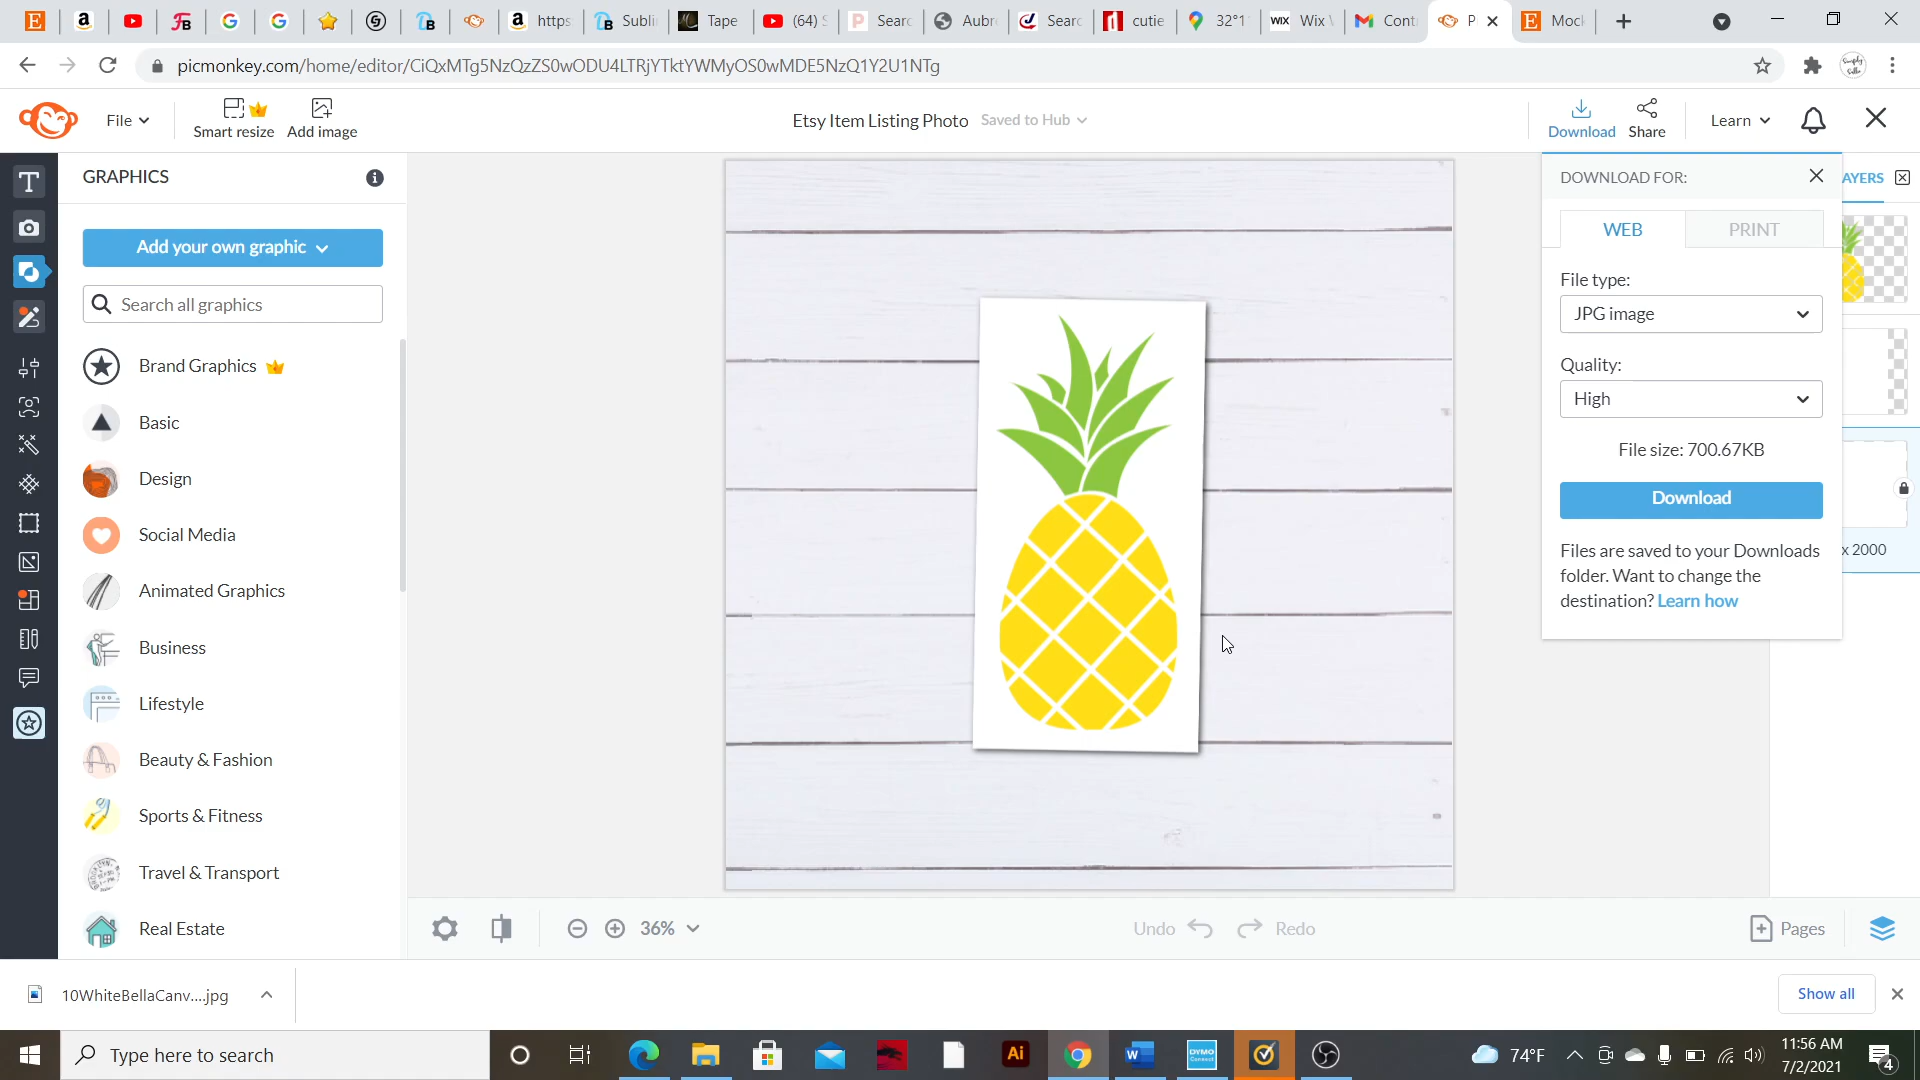 https
Subli
Tape
(64) S
Searc
Aubr
Searc
cutie
32°1
Wix
Cont
P
Mock
picmonkey.com/home/editor/CiQxMTg5NzQzZS0wODU4LTRjYTktYWMyOS0wMDE5NzQ1Y2U1NTg
File
Smart resize
Add image
Etsy Item Listing Photo
Saved to Hub
Download
Share
Learn
GRAPHICS
Add your own graphic
Search all graphics
Brand Graphics
Basic
Design
Social Media
Animated Graphics
Business
Lifestyle
Beauty & Fashion
Sports & Fitness
Travel & Transport
Real Estate
DOWNLOAD FOR:
WEB
PRINT
File type:
JPG image
Quality:
High
File size: 700.67KB
Download
Files are saved to your Downloads
folder. Want to change the
destination? Learn how
AYERS
x 2000
36%
Undo
Redo
Pages
10WhiteBellaCanv....jpg
Show all
Type here to search
74°F
11:56 AM
7/2/2021
4